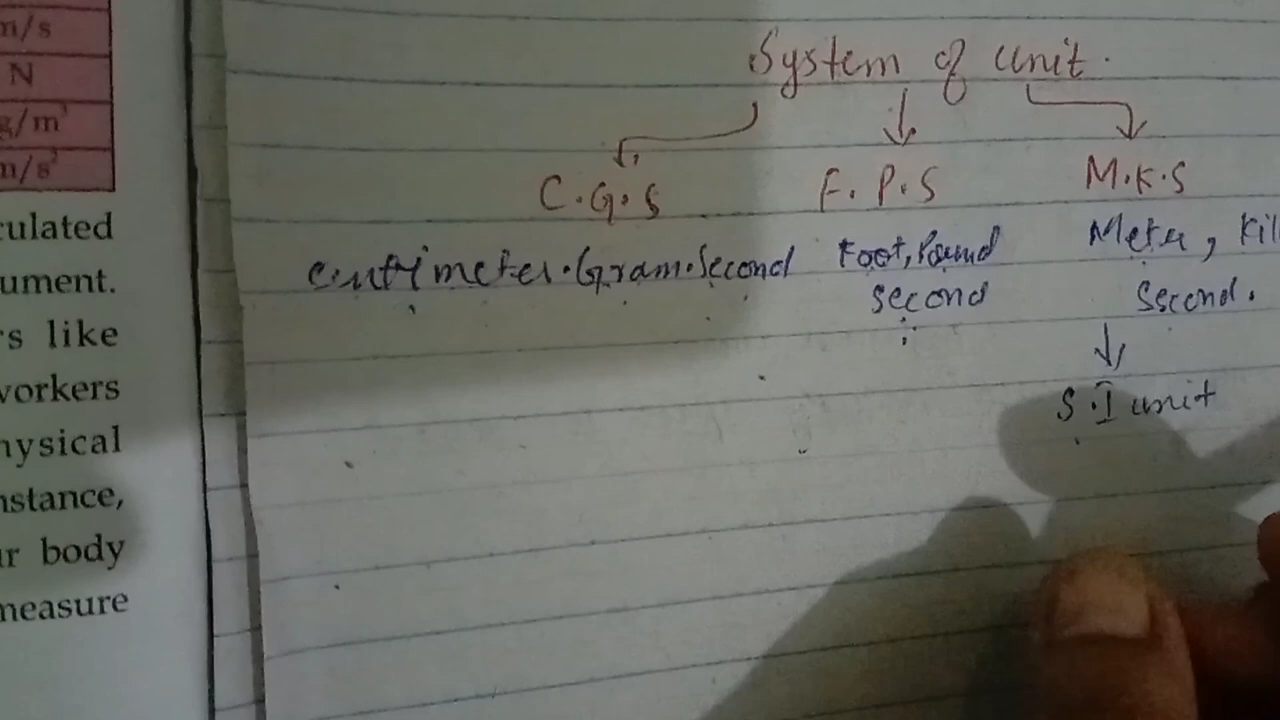 m/s
N
g/m³
m/s²
culated
ument.
s like
workers
hysical
nstance,
ur body
measure
System of unit.
C.G.S F.P.S M.K.S
centimeter.Gram.Second Foot, Pound second
Meter, Kil
Second.
S.I unit